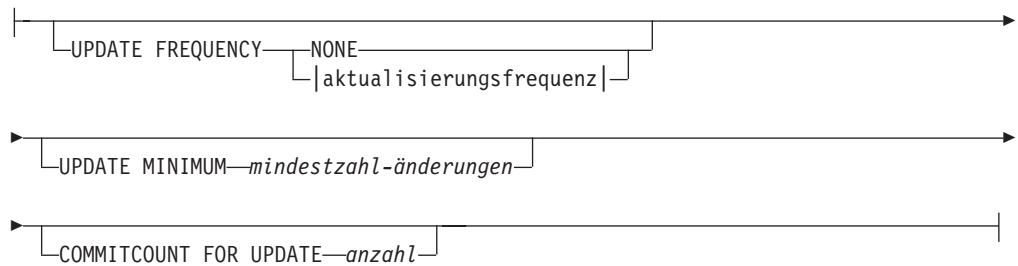 UPDATE FREQUENCY NONE
aktualisierungsfrequenz
UPDATE MINIMUM mindestzahl-änderungen
COMMITCOUNT FOR UPDATE anzahl